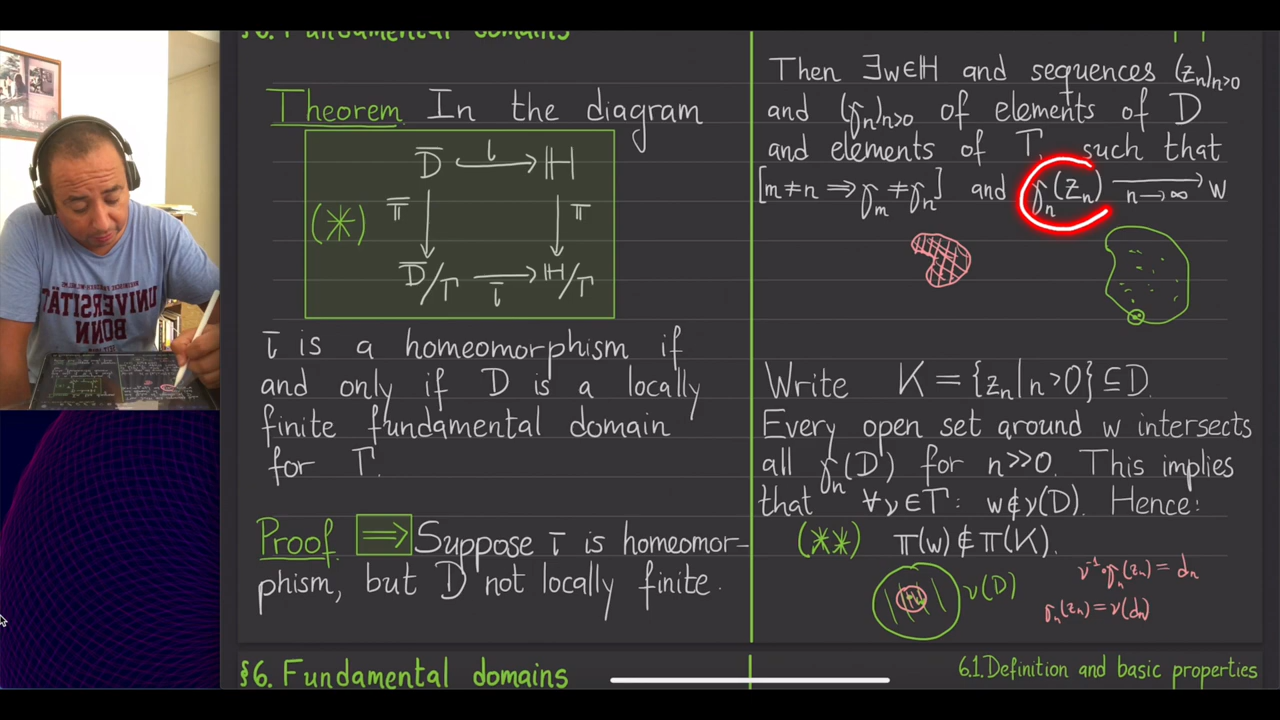 §6. Fundamental domains
Theorem. In the diagram
(*)
D̅ ι H
π̅ π
D̅/Γ ι̅ H/Γ
ι̅ is a homeomorphism if
and only if D is a locally
finite fundamental domain
for Γ.
Proof. ⟹ Suppose ι̅ is homeomor-
phism, but D not locally finite.
Then ∃w∈ℍ and sequences (zₙ)ₙ>₀
and (γₙ)ₙ>₀ of elements of D
and elements of Γ, such that
[m≠n ⟹ γₘ≠γₙ] and γₙ(zₙ) ⟶ w
n→∞
Write K = {zₙ|n>0} ⊆ D.
Every open set around w intersects
all γₙ(D) for n≫0. This implies
that ∀ν∈Γ: w∉ν(D). Hence:
(**) π(w) ∉ π(K).
ν(D)
ν⁻¹∘γₙ(zₙ) = dₙ
γₙ(zₙ) = ν(dₙ)
§6. Fundamental domains
6.1. Definition and basic properties
UNIVERSITÄT
BONN